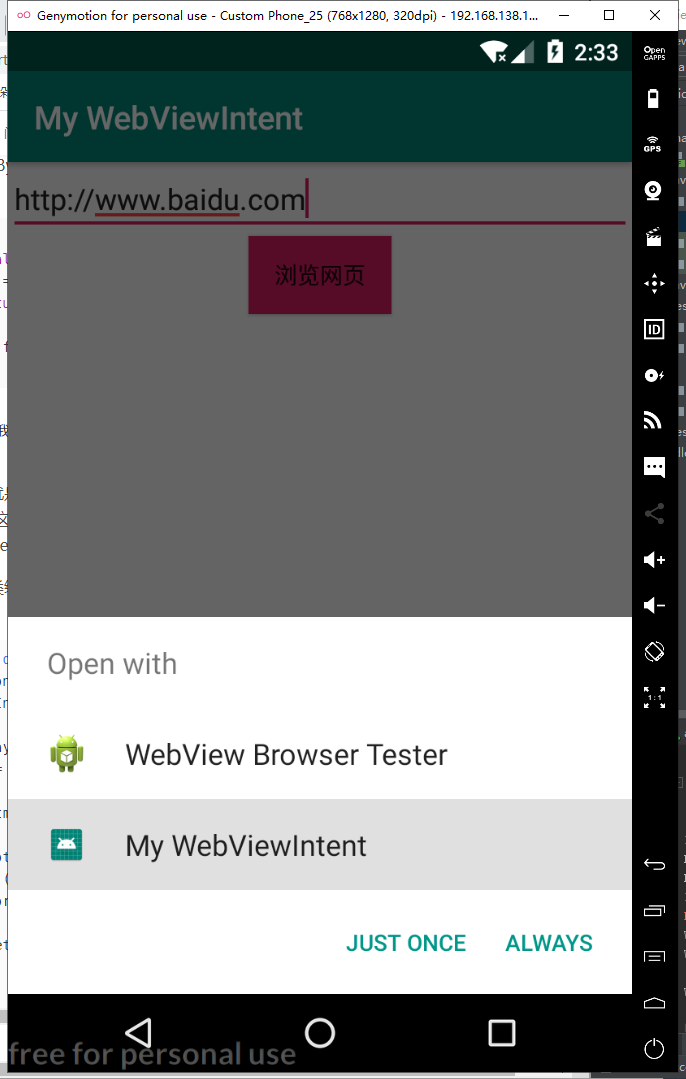 Genymotion for personal use - Custom Phone_25 (768x1280, 320dpi) - 192.168.138.1...
2:33
Open
GAPPS
My WebViewIntent
GPS
http://www.baidu.com
浏览网页
ID
1:1
Open with
WebView Browser Tester
My WebViewIntent
JUST ONCE
ALWAYS
free for personal use